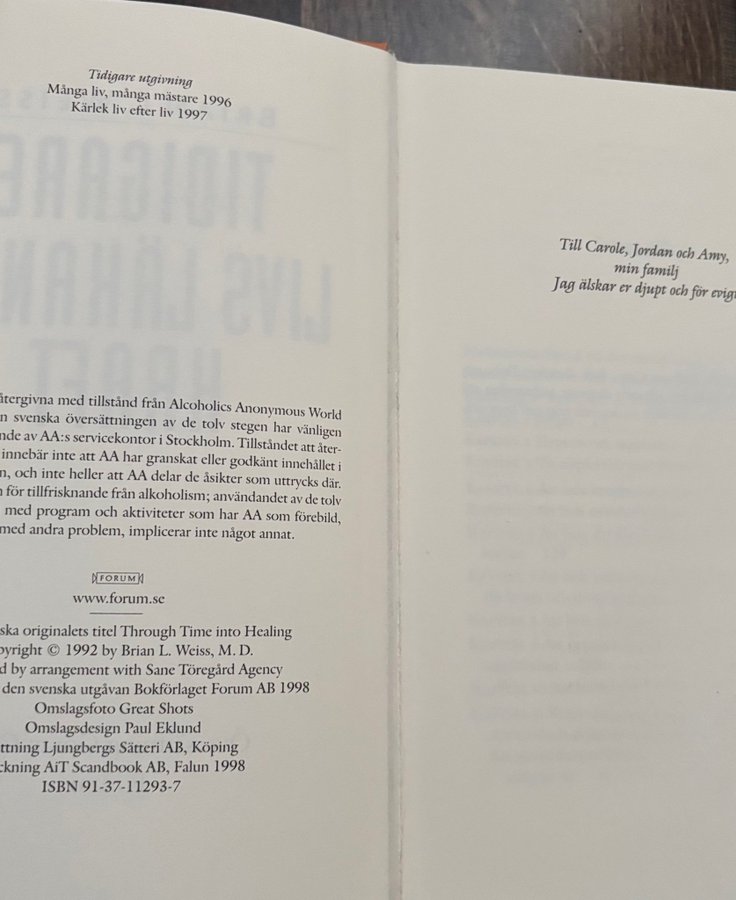 Tidigare utgivning
Många liv, många mästare 1996
Kärlek liv efter liv 1997
återgivna med tillstånd från Alcoholics Anonymous World
svenska översättningen av de tolv stegen har vänligen
av AA:s servicekontor i Stockholm. Tillståndet att åter-
innebär inte att AA har granskat eller godkänt innehållet i
och inte heller att AA delar de åsikter som uttrycks där.
för tillfrisknande från alkoholism; användandet av de tolv
med program och aktiviteter som har AA som förebild,
med andra problem, implicerar inte något annat.
FORUM
www.forum.se
originalets titel Through Time into Healing
© 1992 by Brian L. Weiss, M. D.
by arrangement with Sane Töregård Agency
den svenska utgåvan Bokförlaget Forum AB 1998
Omslagsfoto Great Shots
Omslagsdesign Paul Eklund
Ljungbergs Sätteri AB, Köping
AiT Scandbook AB, Falun 1998
ISBN 91-37-11293-7
Till Carole, Jordan och Amy,
min familj
Jag älskar er djupt och för evigt